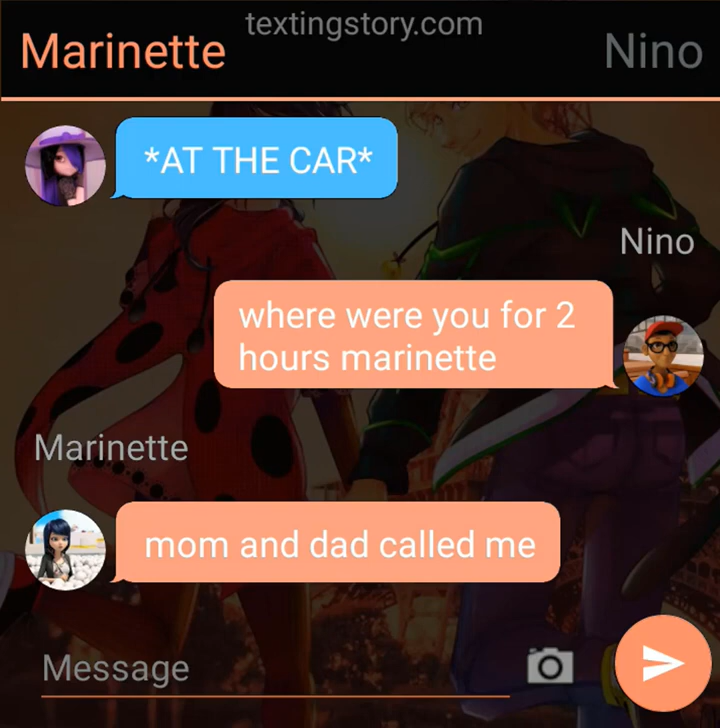 textingstory.com
Marinette
Nino
*AT THE CAR*
Nino
where were you for 2
hours marinette
Marinette
mom and dad called me
Message